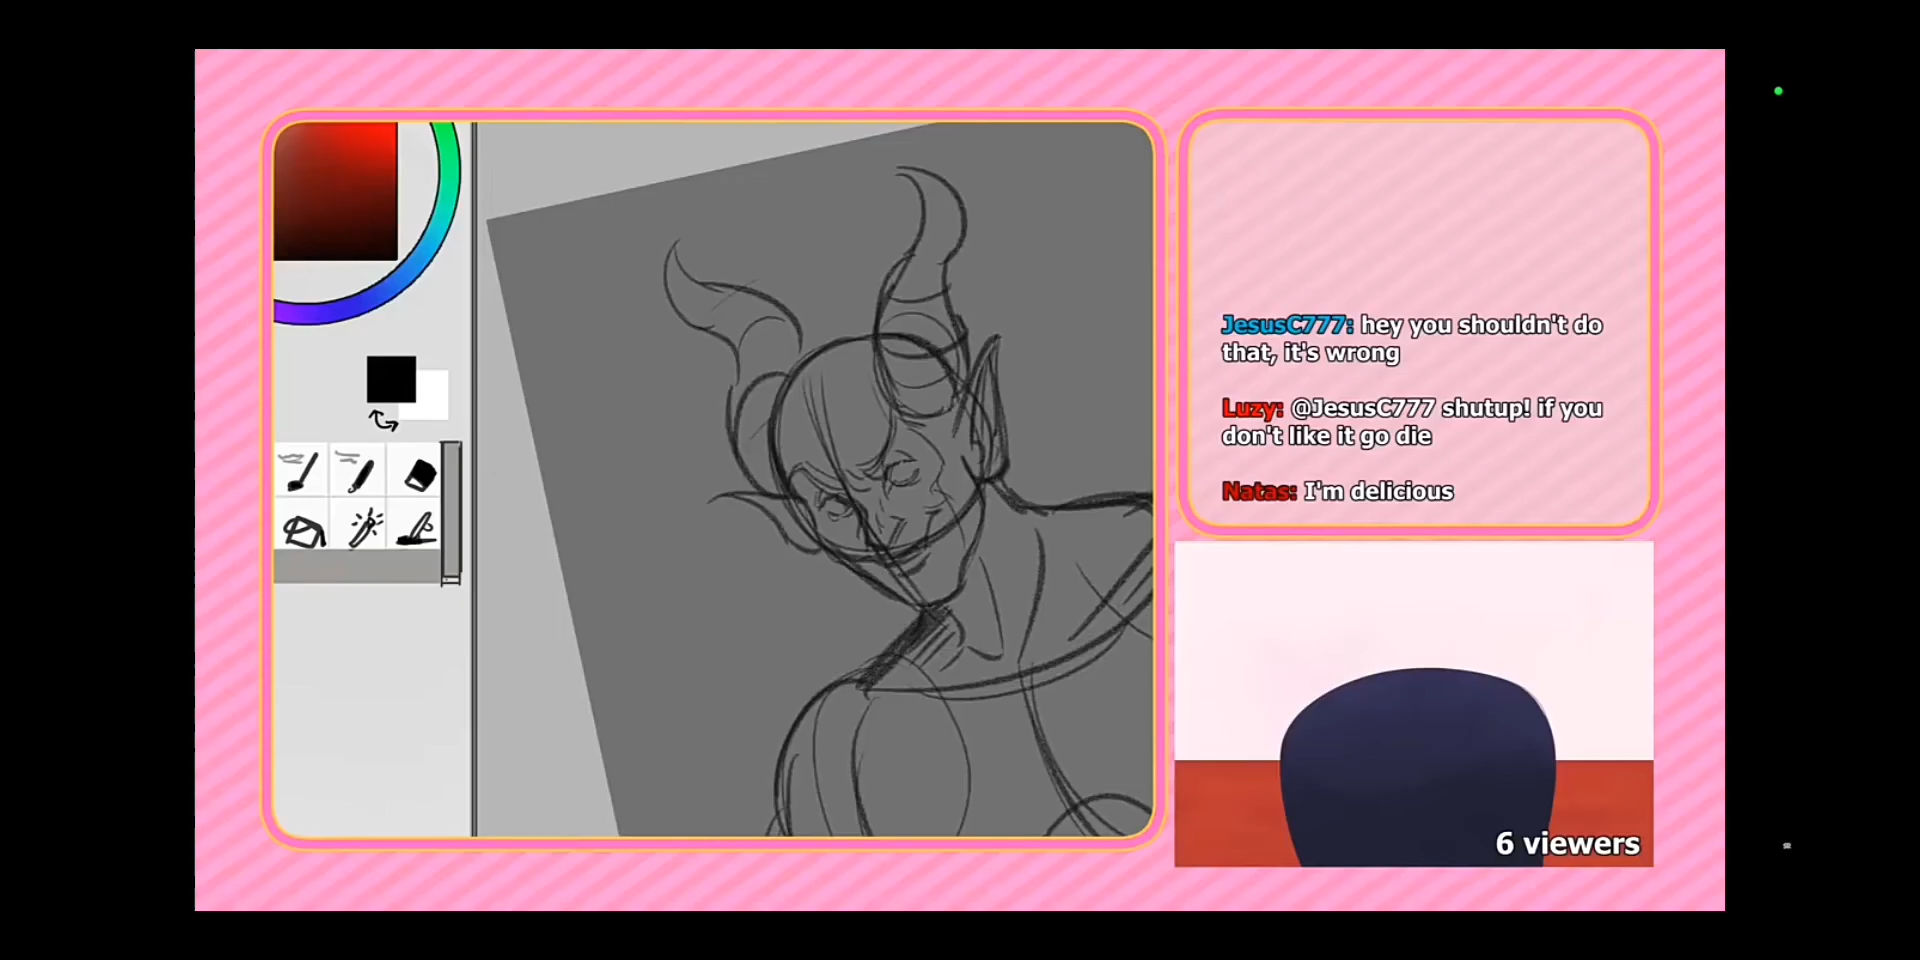 JesusC777: hey you shouldn't do
that, it's wrong
Luzy: @JesusC777 shutup! if you
don't like it go die
Natas: I'm delicious
6 viewers